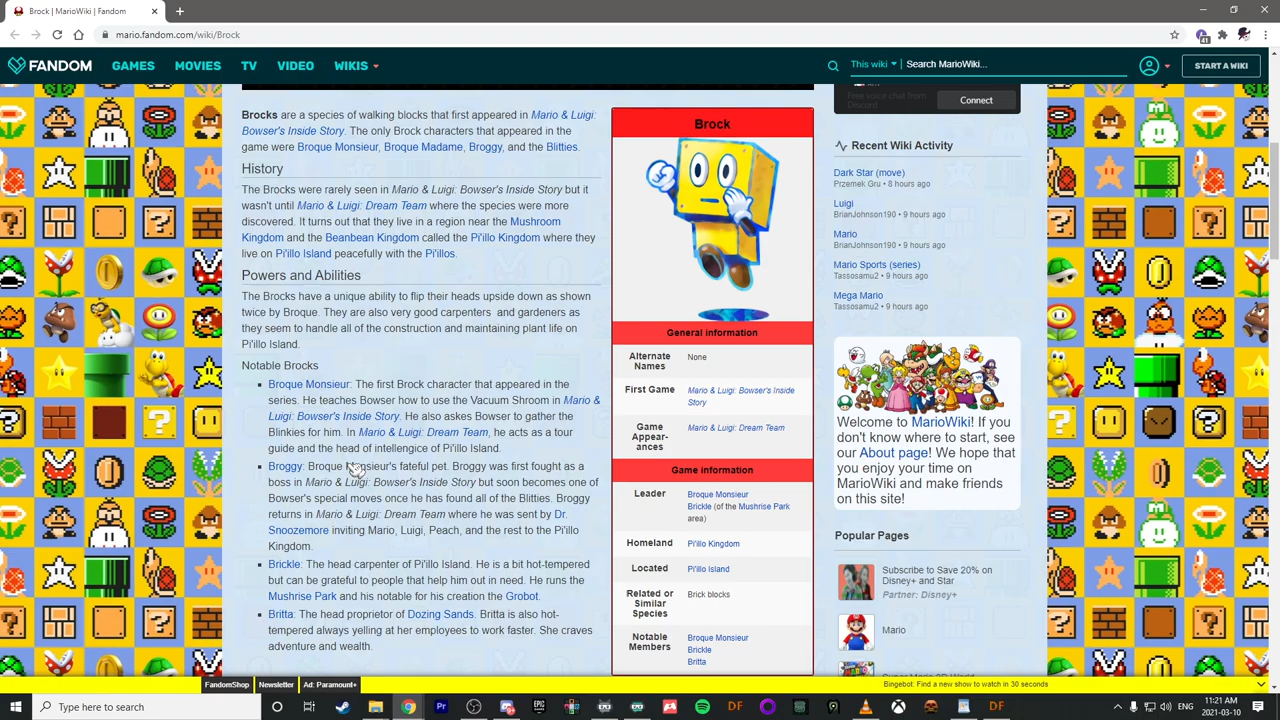 Brock | MarioWiki | Fandom
mario.fandom.com/wiki/Brock
41
FANDOM
GAMES
MOVIES
TV
VIDEO
WIKIS
This wiki
Search MarioWiki...
START A WIKI
Brocks are a species of walking blocks that first appeared in Mario & Luigi:
Bowser's Inside Story. The only Brock characters that appeared in the
game were Broque Monsieur, Broque Madame, Broggy, and the Blitties.
History
The Brocks were rarely seen in Mario & Luigi: Bowser's Inside Story but it
wasn't until Mario & Luigi: Dream Team where the species were more
discovered. It turns out that they live in a region near the Mushroom
Kingdom and the Beanbean Kingdom called the Pi'illo Kingdom where they
live on Pi'illo Island peacefully with the Pi'illos.
Powers and Abilities
The Brocks have a unique ability to flip their heads upside down as shown
twice by Broque. They are also very good carpenters and gardeners as
they seem to handle all of the construction and maintaining plant life on
Pi'illo Island.
Notable Brocks
Broque Monsieur: The first Brock character that appeared in the
series. He teaches Bowser how to use the Vacuum Shroom in Mario &
Luigi: Bowser's Inside Story. He also askes Bowser to gather the
Blinkies for him. In Mario & Luigi: Dream Team, he acts as a tour
guide and the head of intellengice of Pi'illo Island.
Broggy: Broque Monsieur's fateful pet. Broggy was first fought as a
boss in Mario & Luigi: Bowser's Inside Story but soon becomes one of
Bowser's special moves once he has found all of the Blitties. Broggy
returns in Mario & Luigi: Dream Team where he was sent by Dr.
Snoozemore inviting Mario, Luigi, Peach, and the rest to the Pi'illo
Kingdom.
Brickle: The head carpenter of Pi'illo Island. He is a bit hot-tempered
but can be grateful to people that help him out in need. He runs the
Mushrise Park and his notable for his creation the Grobot.
Britta: The head proprietor of Dozing Sands. Britta is also hot-
tempered always yelling at her employees to work faster. She craves
adventure and wealth.
Brock
General information
Alternate
Names
None
First Game
Mario & Luigi: Bowser's Inside
Story
Game
Appear-
ances
Mario & Luigi: Dream Team
Game information
Leader
Broque Monsieur
Brickle (of the Mushrise Park
area)
Homeland
Pi'illo Kingdom
Located
Pi'illo Island
Related or
Similar
Species
Brick blocks
Notable
Members
Broque Monsieur
Brickle
Britta
Free voice chat from
Discord
Connect
Recent Wiki Activity
Dark Star (move)
Przemek Gru • 8 hours ago
Luigi
BrianJohnson190 • 9 hours ago
Mario
BrianJohnson190 • 9 hours ago
Mario Sports (series)
Tassosamu2 • 9 hours ago
Mega Mario
Tassosamu2 • 9 hours ago
Welcome to MarioWiki! If you
don't know where to start, see
our About page! We hope that
you enjoy your time on
MarioWiki and make friends
on this site!
Popular Pages
Subscribe to Save 20% on
Disney+ and Star
Partner: Disney+
Mario
Super Mario 3D World
FandomShop
Newsletter
Ad: Paramount+
Bingebot: Find a new show to watch in 30 seconds
Type here to search
Pr
EPIC
GAMES
DF
DF
ENG
11:21 AM
2021-03-10